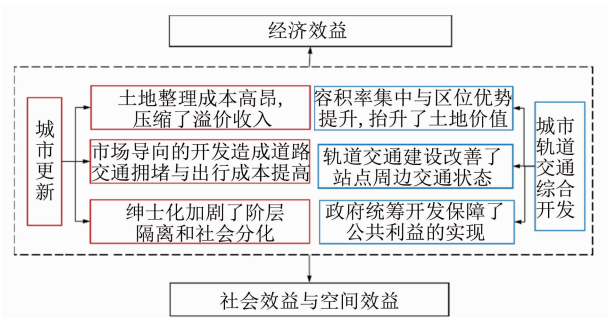 经济效益
城市更新
土地整理成本高昂,
压缩了溢价收入
容积率集中与区位优势
提升,抬升了土地价值
市场导向的开发造成道路
交通拥堵与出行成本提高
轨道交通建设改善了
站点周边交通状态
绅士化加剧了阶层
隔离和社会分化
政府统筹开发保障了
公共利益的实现
城市
轨道
交通
综合
开发
社会效益与空间效益